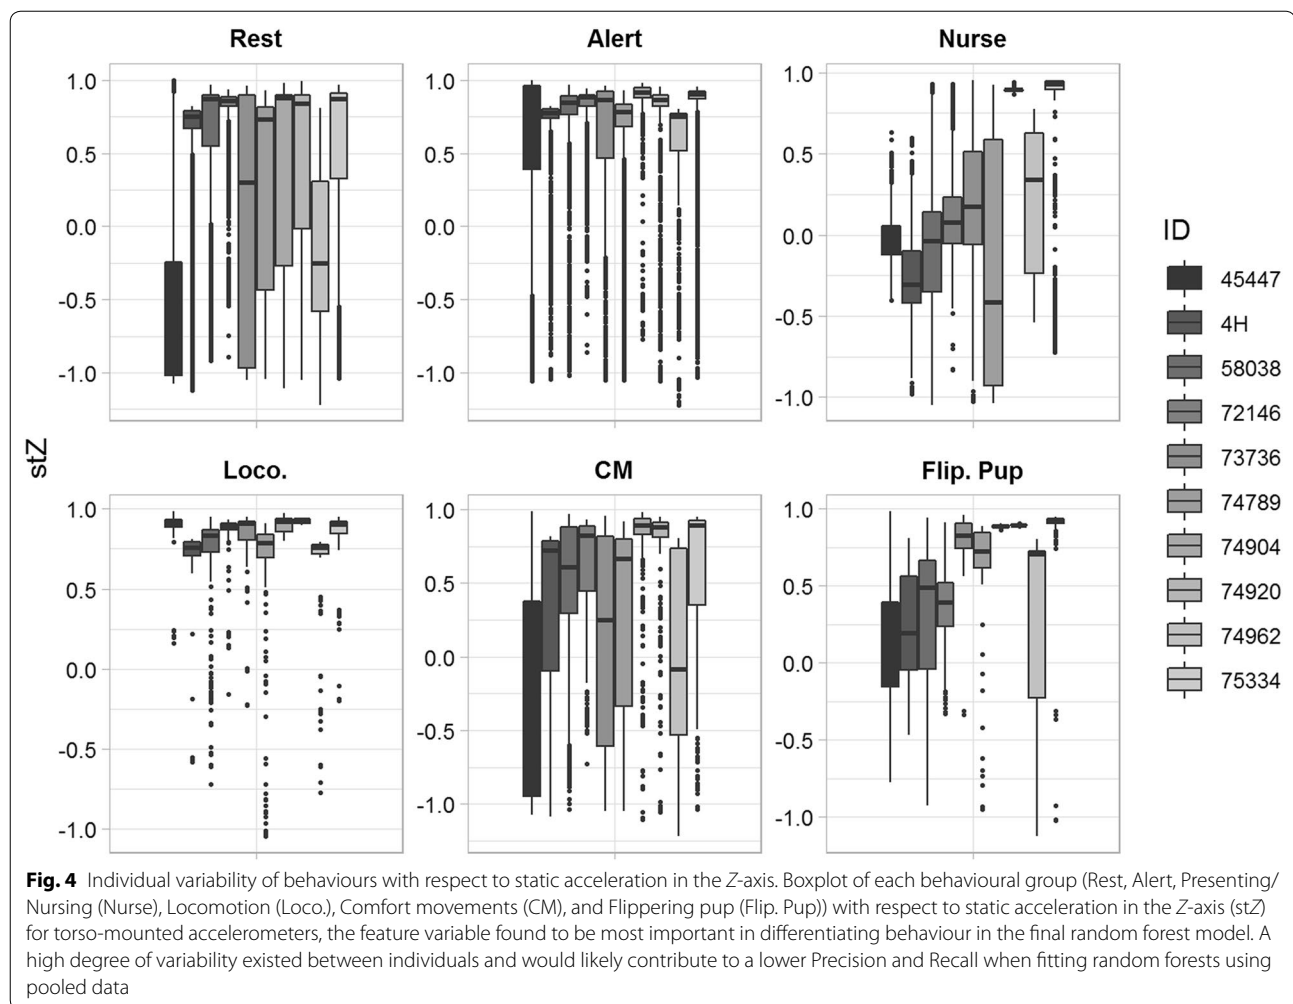 Rest
Alert
Nurse
1.0
0.5
0.0
-0.5
-1.0
1.0
0.5
0.0
-0.5
-1.0
1.0
0.5
0.0
-0.5
-1.0
stZ
Loco.
CM
Flip. Pup
1.0
0.5
0.0
-0.5
-1.0
1.0
0.5
0.0
-0.5
-1.0
1.0
0.5
0.0
-0.5
-1.0
ID
45447
4H
58038
72146
73736
74789
74904
74920
74962
75334
Fig. 4 Individual variability of behaviours with respect to static acceleration in the Z-axis. Boxplot of each behavioural group (Rest, Alert, Presenting/
Nursing (Nurse), Locomotion (Loco.), Comfort movements (CM), and Flippering pup (Flip. Pup)) with respect to static acceleration in the Z-axis (stZ)
for torso-mounted accelerometers, the feature variable found to be most important in differentiating behaviour in the final random forest model. A
high degree of variability existed between individuals and would likely contribute to a lower Precision and Recall when fitting random forests using
pooled data